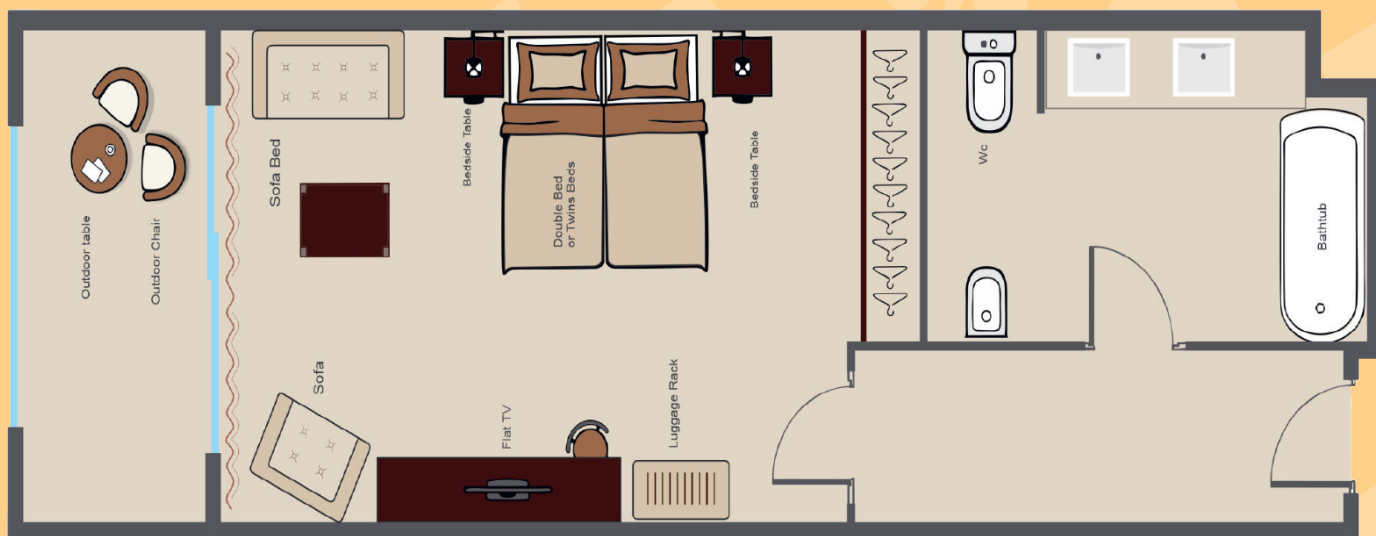 Outdoor table
Outdoor Chair
Sofa Bed
Sofa
Bedside Table
Double Bed
or Twins Beds
Flat TV
Luggage Rack
Bedside Table
Wc
Bathtub